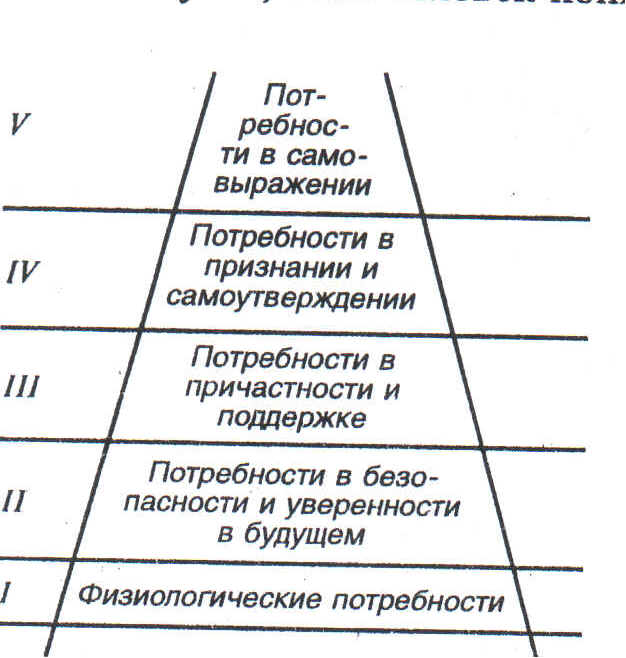 V
Пот-
ребнос-
ти в само-
выражении
IV
Потребности в
признании и
самоутверждении
III
Потребности в
причастности и
поддержке
II
Потребности в безо-
пасности и уверенности
в будущем
I
Физиологические потребности